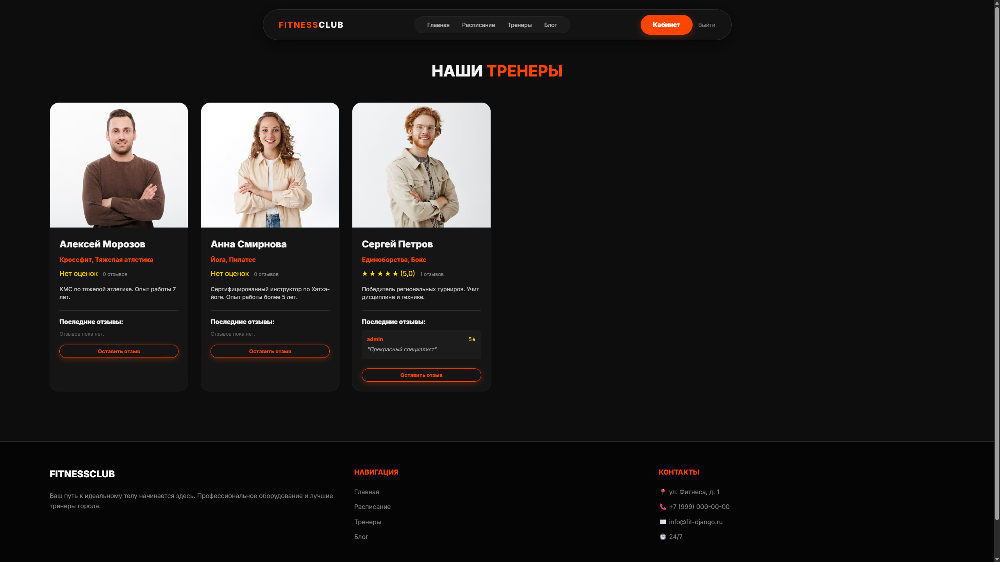 FITNESSCLUB
Главная Расписание Тренеры Блог
Кабинет Выйти
НАШИ ТРЕНЕРЫ
Алексей Морозов
Кроссфит, Тяжелая атлетика
Нет оценок 0 отзывов
КМС по тяжелой атлетике. Опыт работы 7
лет.
Последние отзывы:
Отзывов пока нет.
Оставить отзыв
Анна Смирнова
Йога, Пилатес
Нет оценок 0 отзывов
Сертифицированный инструктор по Хатха-
йоге. Опыт работы более 5 лет.
Последние отзывы:
Отзывов пока нет.
Оставить отзыв
Сергей Петров
Единоборства, Бокс
★ ★ ★ ★ ★ (5,0) 1 отзывов
Победитель региональных турниров. Учит
дисциплине и технике.
Последние отзывы:
admin 5★
"Прекрасный специалист"
Оставить отзыв
FITNESSCLUB
Ваш путь к идеальному телу начинается здесь. Профессиональное оборудование и лучшие
тренеры города.
НАВИГАЦИЯ
Главная
Расписание
Тренеры
Блог
КОНТАКТЫ
📍 ул. Фитнеса, д. 1
📞 +7 (999) 000-00-00
✉️ info@fit-django.ru
🕒 24/7